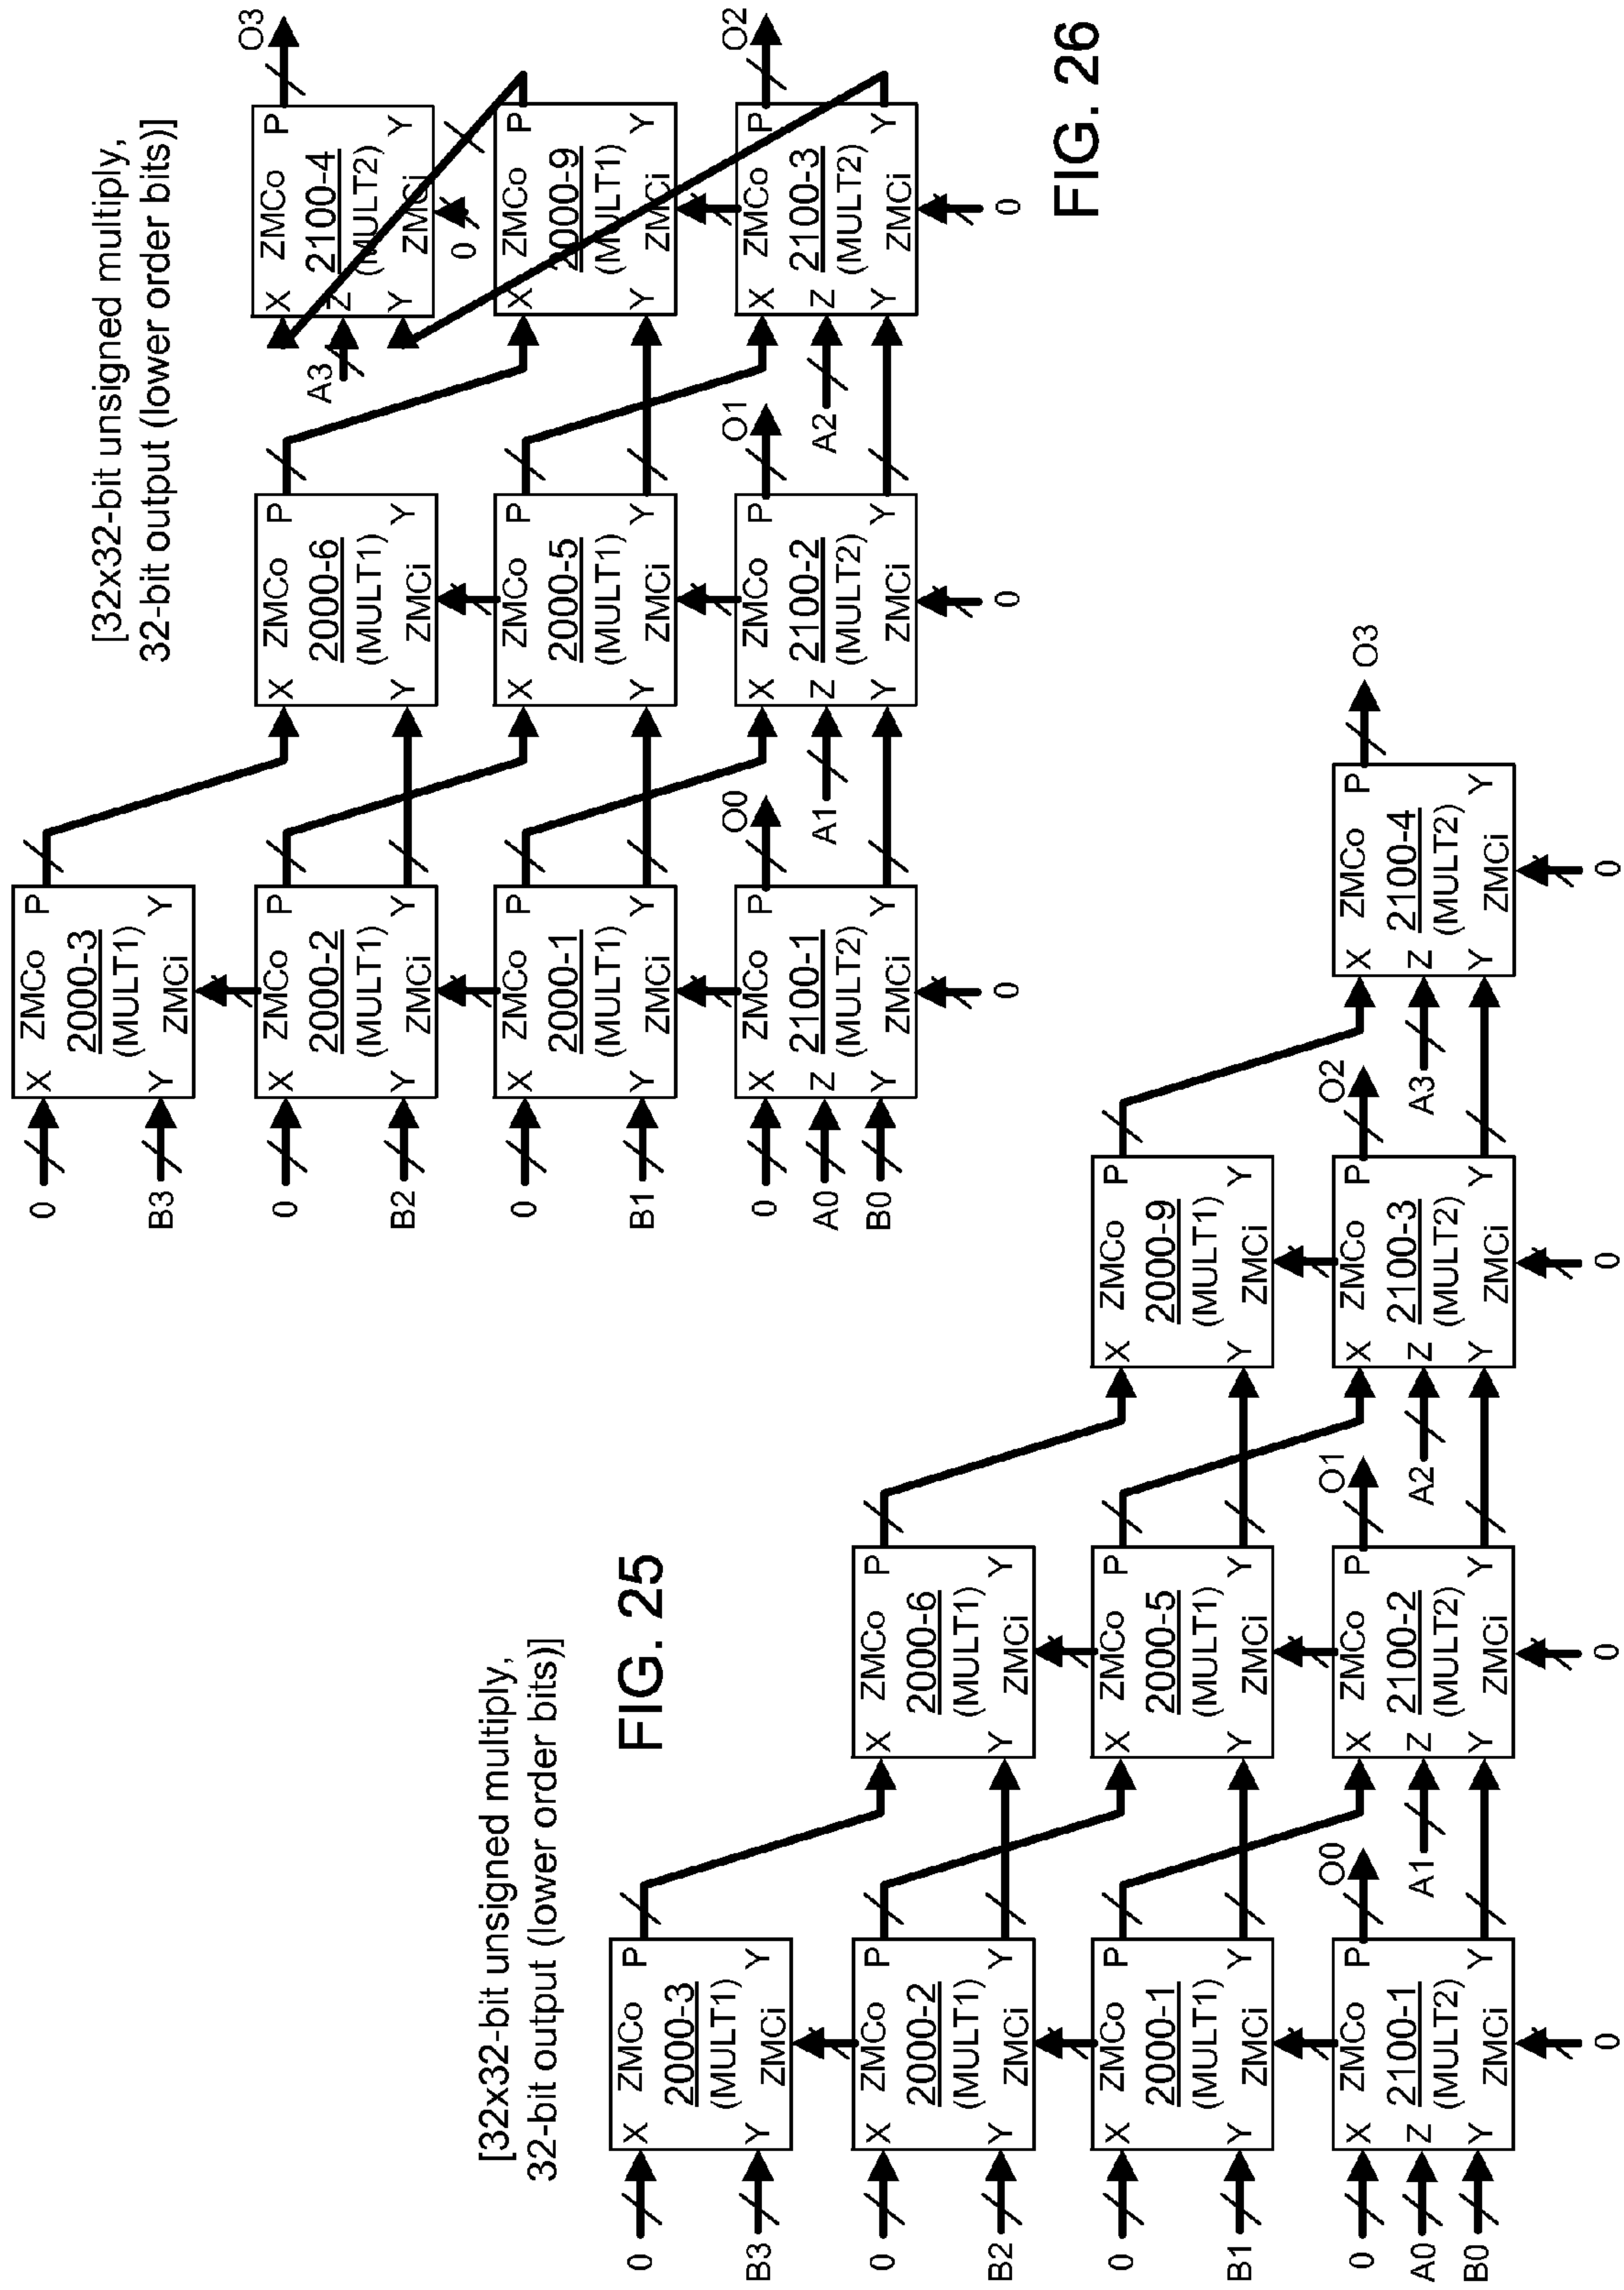 [32x32-bit unsigned multiply,
32-bit output (lower order bits)]
FIG. 25
0
B3
X ZMCo P
2000-3
(MULT1)
Y ZMCi Y
0
B2
X ZMCo P
2000-2
(MULT1)
Y ZMCi Y
X ZMCo P
2000-6
(MULT1)
Y ZMCi Y
0
B1
X ZMCo P
2000-1
(MULT1)
Y ZMCi Y
X ZMCo P
2000-5
(MULT1)
Y ZMCi Y
X ZMCo P
2000-9
(MULT1)
Y ZMCi Y
0
A0
B0
X ZMCo P
Z 2100-1
(MULT2)
Y ZMCi Y
0
O0
A1
X ZMCo P
Z 2100-2
(MULT2)
Y ZMCi Y
0
O1
A2
X ZMCo P
Z 2100-3
(MULT2)
Y ZMCi Y
0
O2
A3
X ZMCo P
Z 2100-4
(MULT2)
Y ZMCi Y
0
O3
[32x32-bit unsigned multiply,
32-bit output (lower order bits)]
FIG. 26
0
B3
X ZMCo P
2000-3
(MULT1)
Y ZMCi Y
0
B2
X ZMCo P
2000-2
(MULT1)
Y ZMCi Y
X ZMCo P
2000-6
(MULT1)
Y ZMCi Y
A3
X ZMCo P
Z 2100-4
(MULT2)
Y ZMCi Y
0
O3
0
B1
X ZMCo P
2000-1
(MULT1)
Y ZMCi Y
X ZMCo P
2000-5
(MULT1)
Y ZMCi Y
X ZMCo P
2000-9
(MULT1)
Y ZMCi Y
0
A0
B0
X ZMCo P
Z 2100-1
(MULT2)
Y ZMCi Y
0
O0
A1
X ZMCo P
Z 2100-2
(MULT2)
Y ZMCi Y
0
O1
A2
X ZMCo P
Z 2100-3
(MULT2)
Y ZMCi Y
0
O2